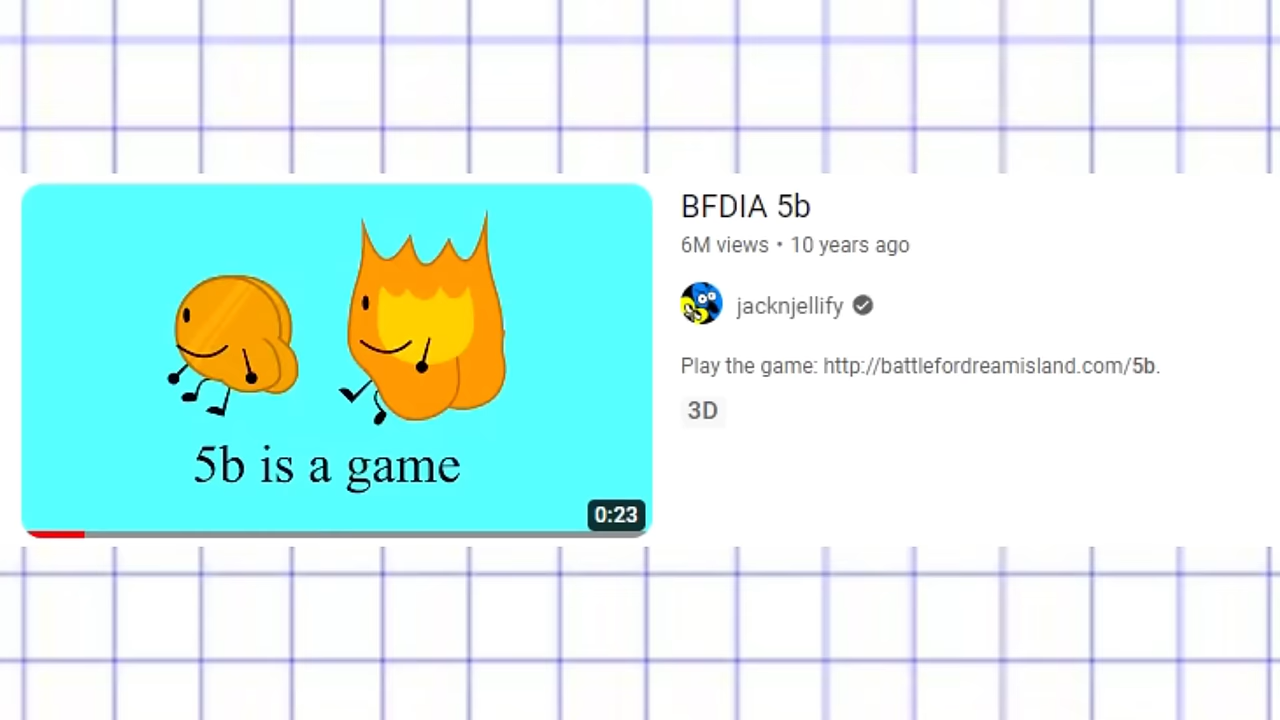 BFDIA 5b
6M views • 10 years ago
jacknjellify
Play the game: http://battlefordreamisland.com/5b.
3D
5b is a game
0:23